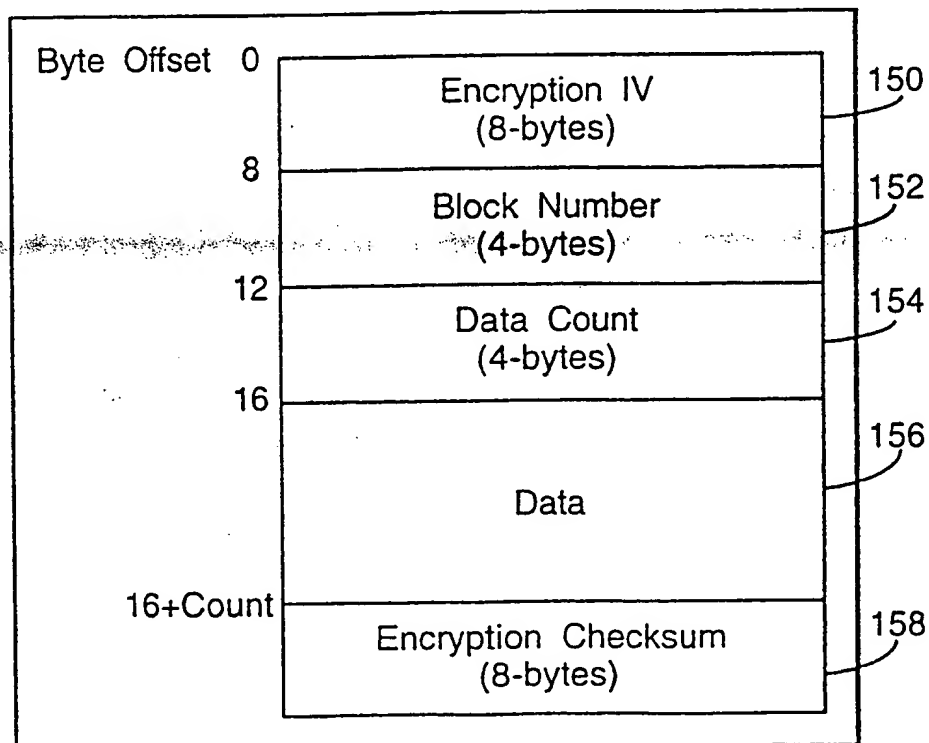 Byte Offset 0
Encryption IV
(8-bytes)
150
8
Block Number
(4-bytes)
152
12
Data Count
(4-bytes)
154
16
Data
156
16+Count
Encryption Checksum
(8-bytes)
158